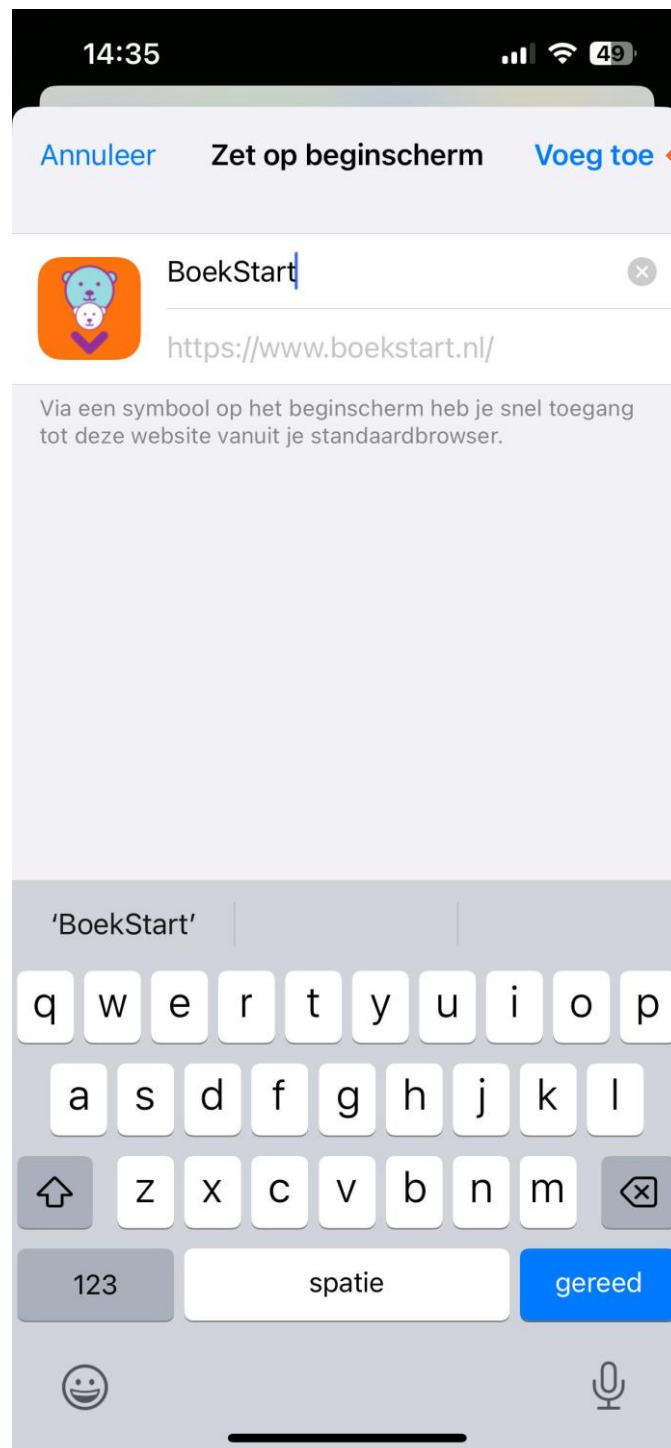 14:35 49
Annuleer Zet op beginscherm Voeg toe
BoekStart
https://www.boekstart.nl/
Via een symbool op het beginscherm heb je snel toegang
tot deze website vanuit je standaardbrowser.
'BoekStart'
q w e r t y u i o p
a s d f g h j k l
z x c v b n m
123 spatie gereed